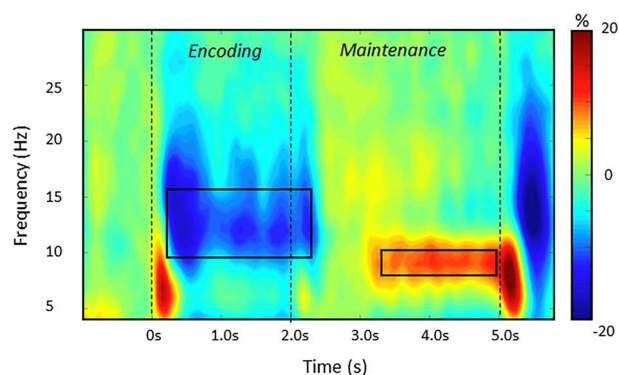 %
Encoding
Maintenance
20
25
20
15
10
5
0
-20
Frequency (Hz)
0s
1.0s
2.0s
3.0s
4.0s
5.0s
Time (s)